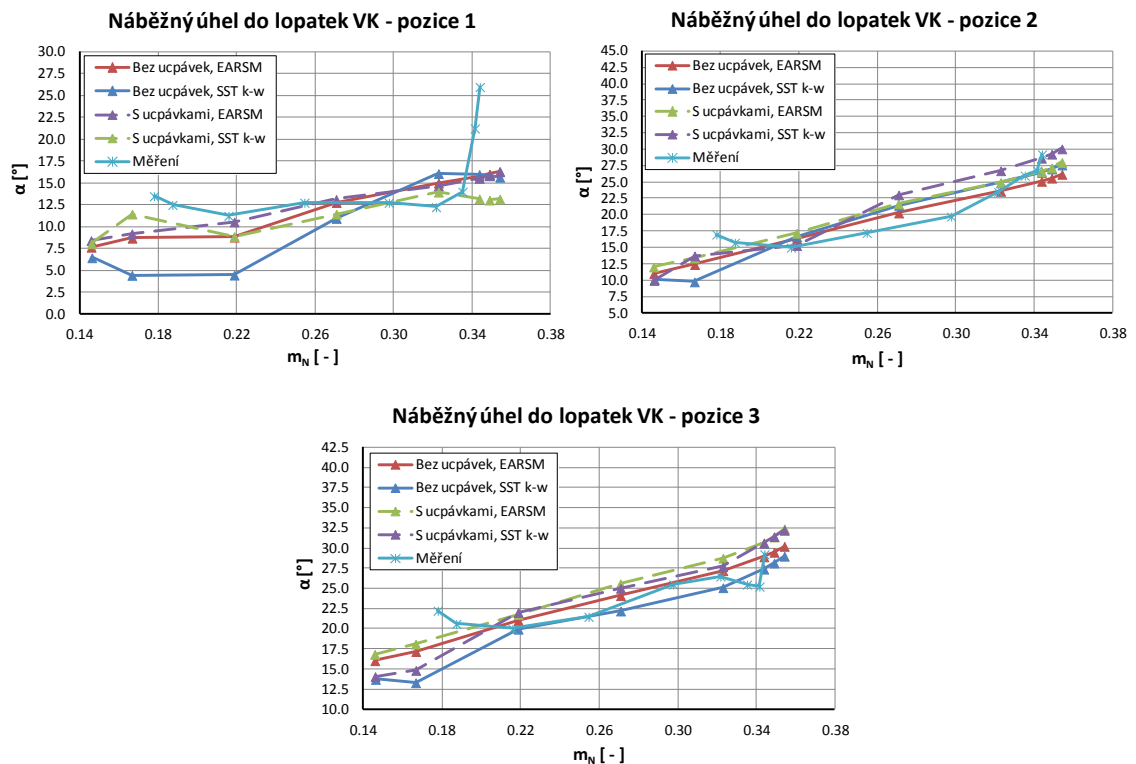 Náběžný úhel do lopatek VK - pozice 1
30.0
27.5
25.0
22.5
20.0
17.5
15.0
12.5
10.0
7.5
5.0
2.5
0.0
α [°]
Bez ucpávek, EARSM
Bez ucpávek, SST k-w
S ucpávkami, EARSM
S ucpávkami, SST k-w
Měření
0.14 0.18 0.22 0.26 0.30 0.34 0.38
mN [ - ]
Náběžný úhel do lopatek VK - pozice 2
45.0
42.5
40.0
37.5
35.0
32.5
30.0
27.5
25.0
22.5
20.0
17.5
15.0
12.5
10.0
7.5
5.0
α [°]
Bez ucpávek, EARSM
Bez ucpávek, SST k-w
S ucpávkami, EARSM
S ucpávkami, SST k-w
Měření
0.14 0.18 0.22 0.26 0.30 0.34 0.38
mN [ - ]
Náběžný úhel do lopatek VK - pozice 3
42.5
40.0
37.5
35.0
32.5
30.0
27.5
25.0
22.5
20.0
17.5
15.0
12.5
10.0
α [°]
Bez ucpávek, EARSM
Bez ucpávek, SST k-w
S ucpávkami, EARSM
S ucpávkami, SST k-w
Měření
0.14 0.18 0.22 0.26 0.30 0.34 0.38
mN [ - ]